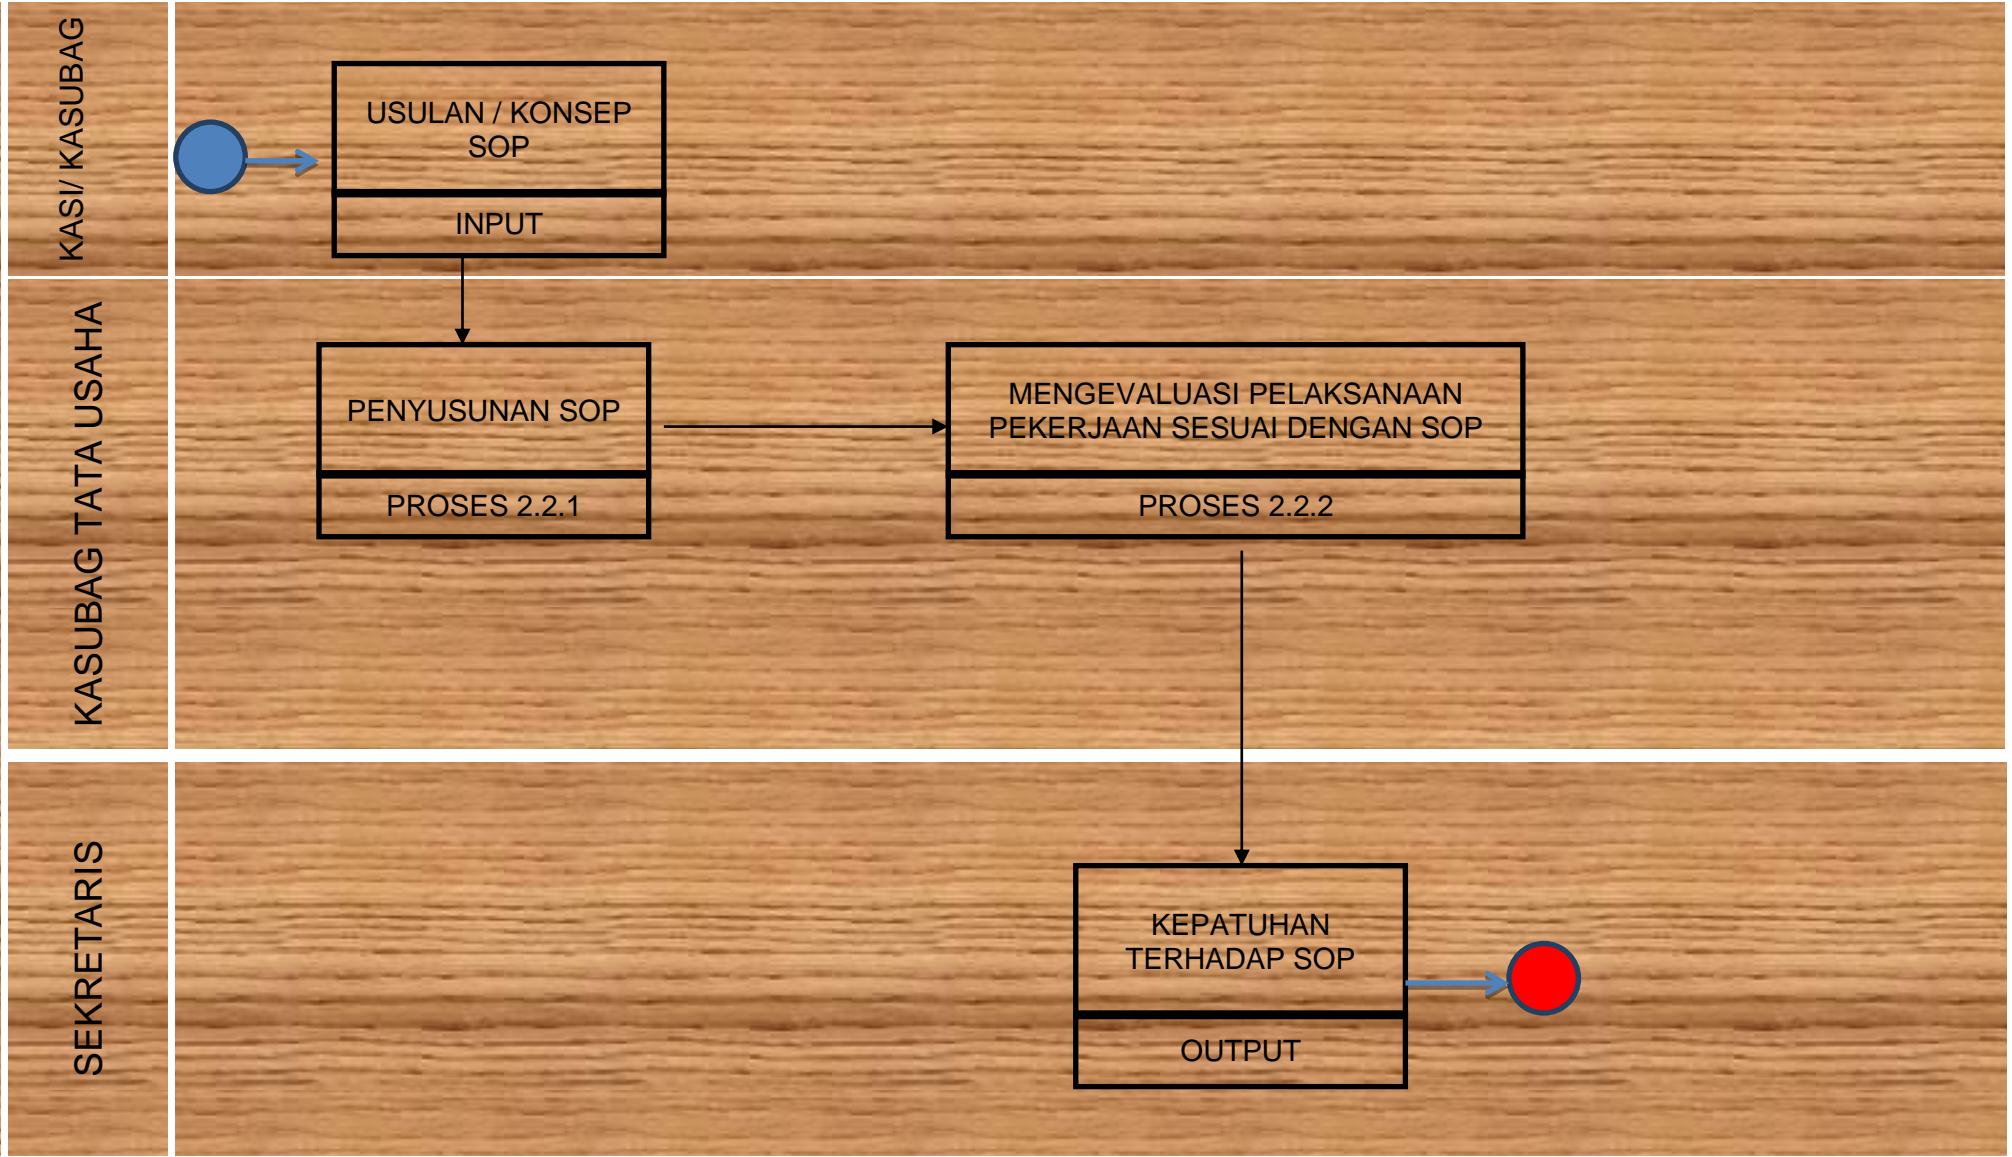 KASI/ KASUBAG
USULAN / KONSEP
SOP
INPUT
KASUBAG TATA USAHA
PENYUSUNAN SOP
PROSES 2.2.1
MENGEVALUASI PELAKSANAAN
PEKERJAAN SESUAI DENGAN SOP
PROSES 2.2.2
SEKRETARIS
KEPATUHAN
TERHADAP SOP
OUTPUT